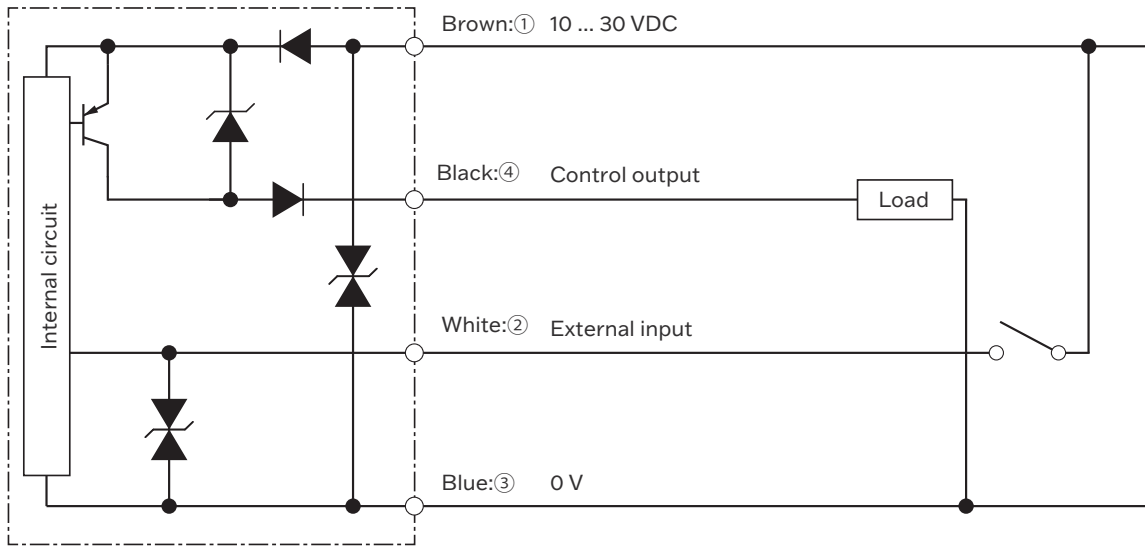 Brown:① 10 ... 30 VDC
Black:④ Control output
Load
Internal circuit
White:② External input
Blue:③ 0 V